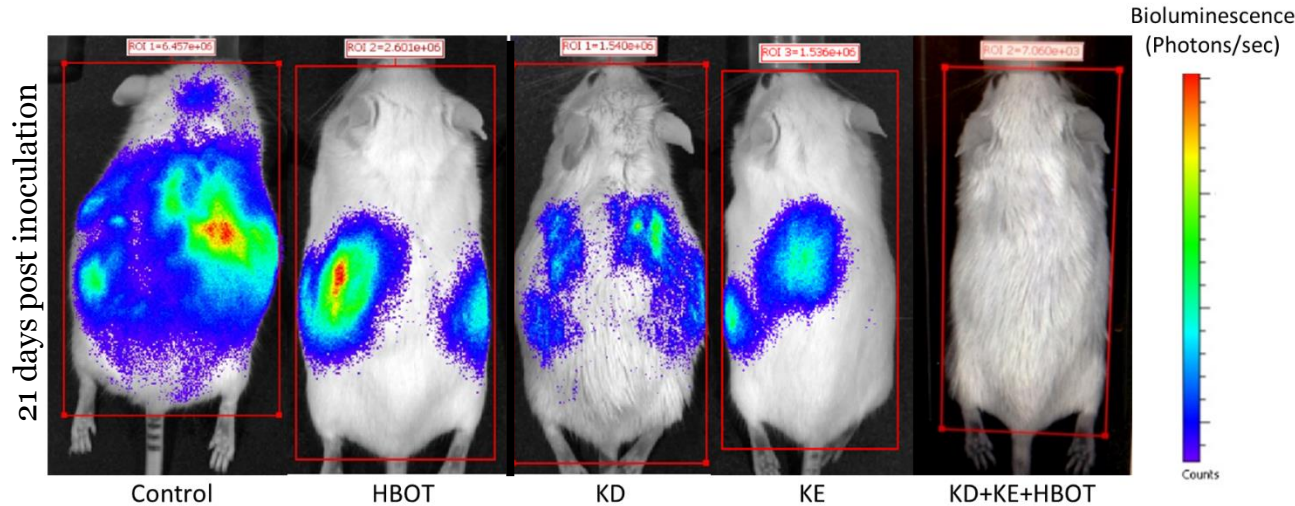 Bioluminescence
(Photons/sec)
ROI 1=6.457e+06
ROI 2=2.601e+06
ROI 1=1.540e+06
ROI 3=1.536e+06
ROI 2=7.060e+03
21 days post inoculation
Counts
Control
HBOT
KD
KE
KD+KE+HBOT